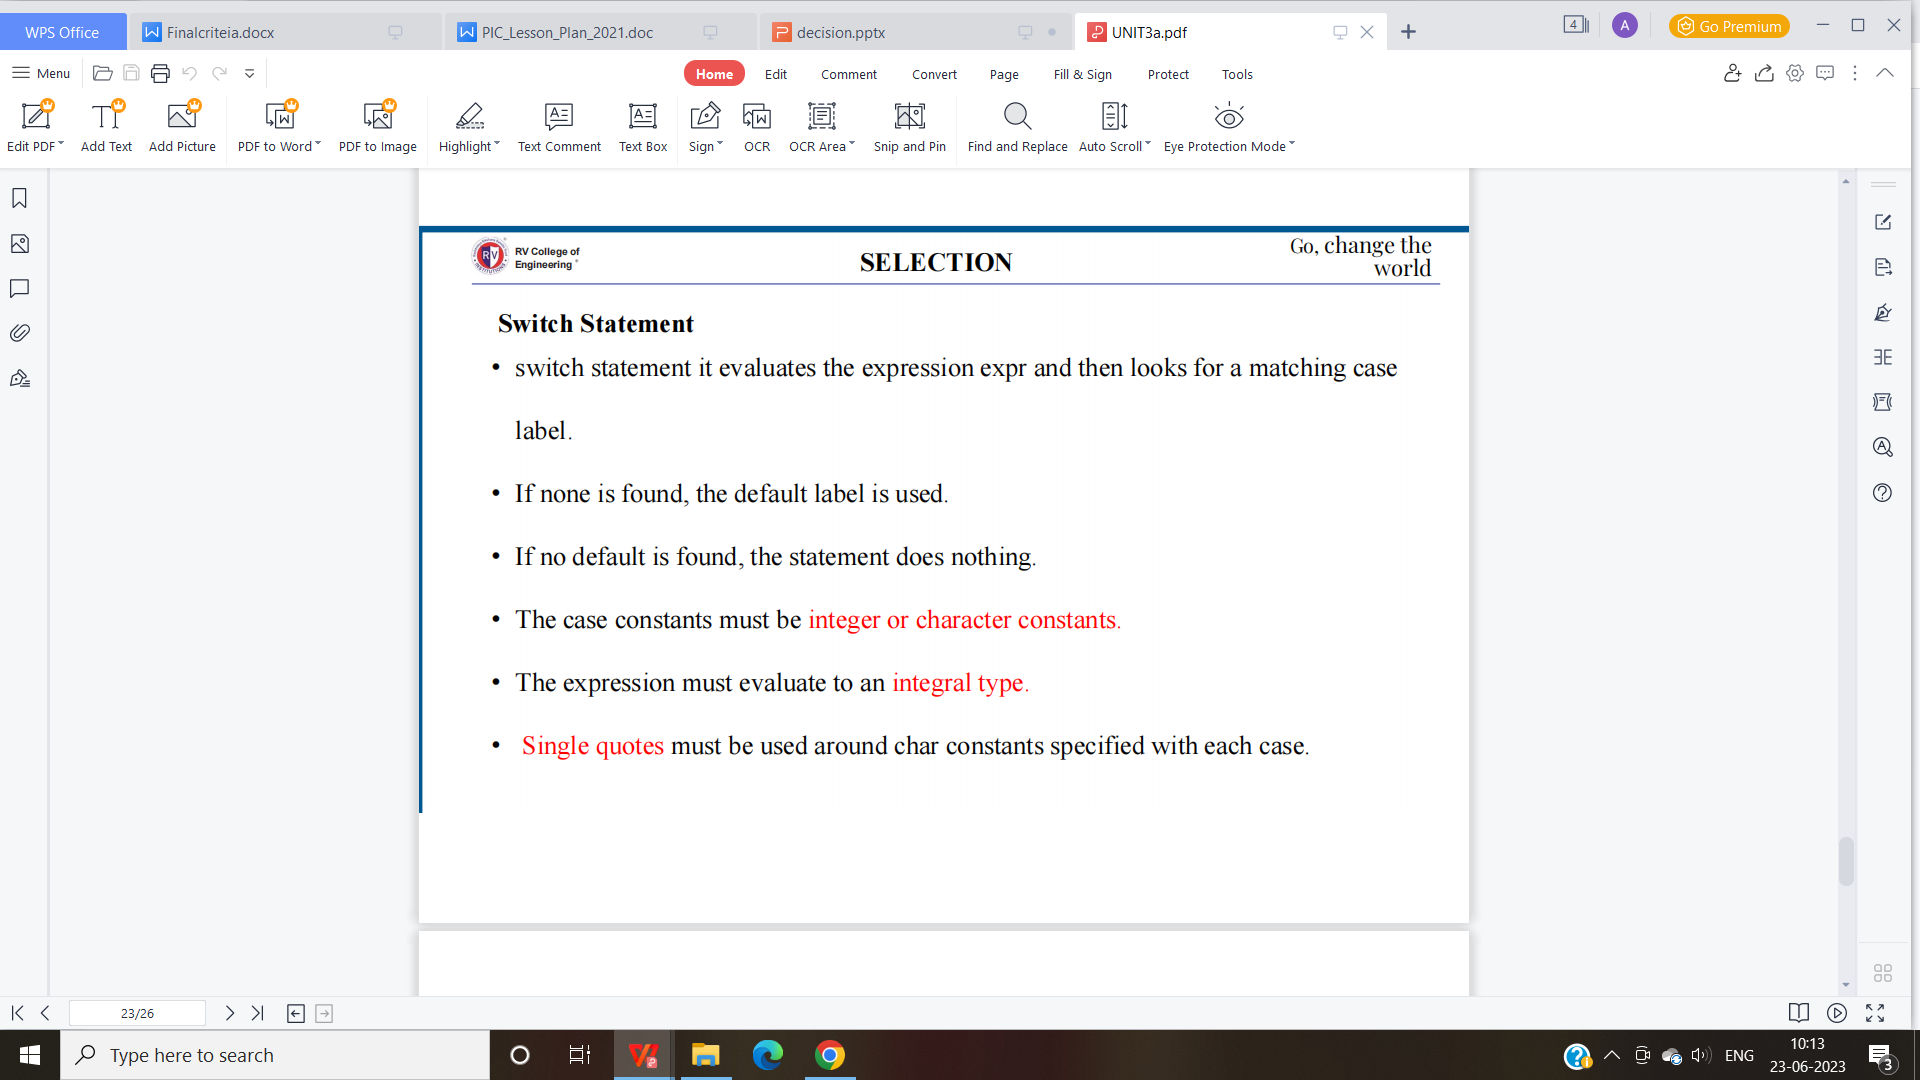 WPS Office
Finalcriteia.docx
PIC_Lesson_Plan_2021.doc
decision.pptx
UNIT3a.pdf
4
A
Go Premium
Menu
Home
Edit
Comment
Convert
Page
Fill & Sign
Protect
Tools
Edit PDF
Add Text
Add Picture
PDF to Word
PDF to Image
Highlight
Text Comment
Text Box
Sign
OCR
OCR Area
Snip and Pin
Find and Replace
Auto Scroll
Eye Protection Mode
RV College of
Engineering
SELECTION
Go, change the
world
Switch Statement
• switch statement it evaluates the expression expr and then looks for a matching case
label.
• If none is found, the default label is used.
• If no default is found, the statement does nothing.
• The case constants must be integer or character constants.
• The expression must evaluate to an integral type.
• Single quotes must be used around char constants specified with each case.
23/26
Type here to search
ENG
10:13
23-06-2023
3